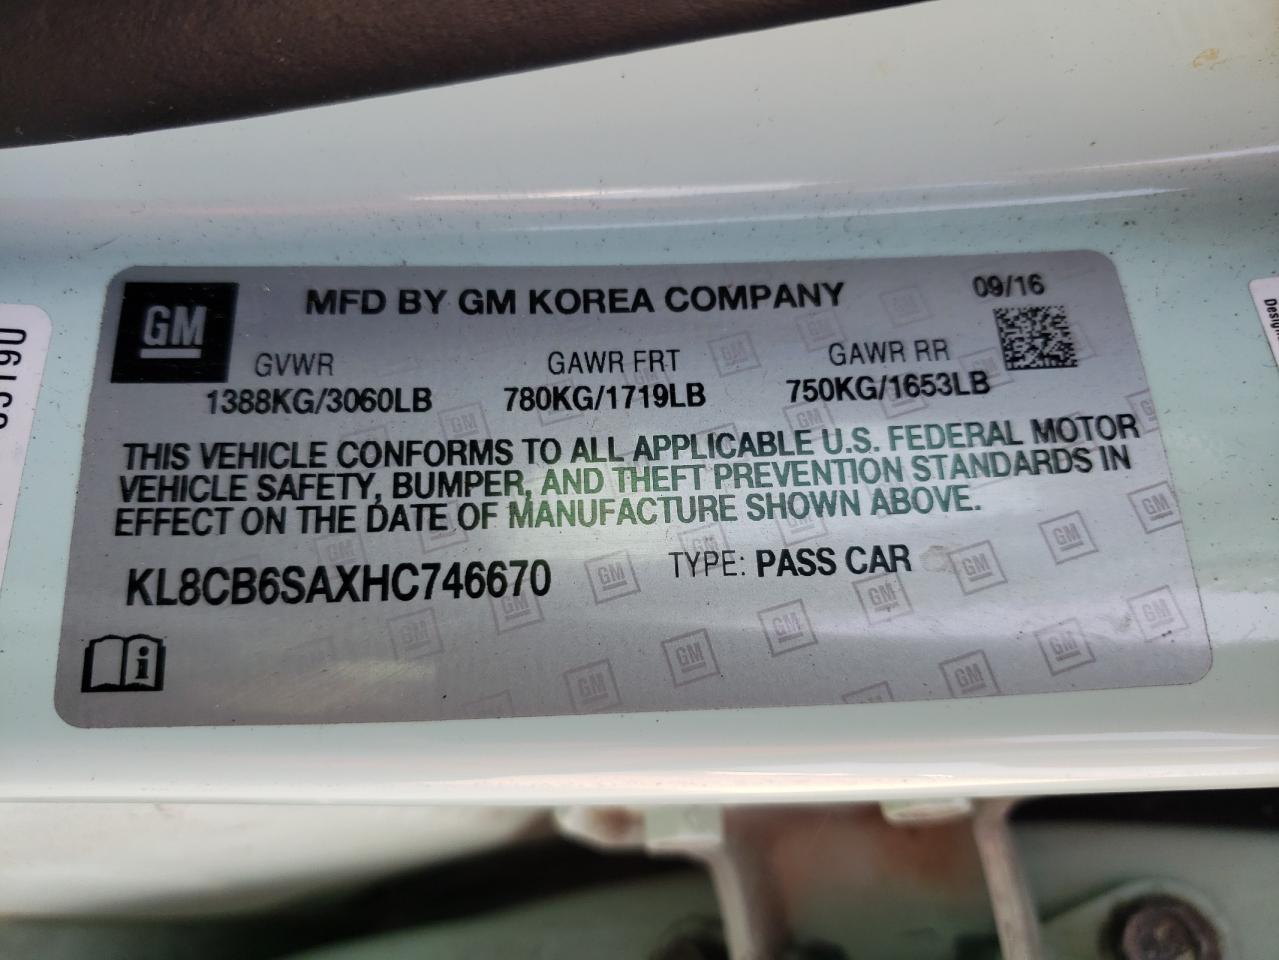 GM
MFD BY GM KOREA COMPANY
09/16
GVWR GAWR FRT GAWR RR
1388KG/3060LB 780KG/1719LB 750KG/1653LB
THIS VEHICLE CONFORMS TO ALL APPLICABLE U.S. FEDERAL MOTOR
VEHICLE SAFETY, BUMPER, AND THEFT PREVENTION STANDARDS IN
EFFECT ON THE DATE OF MANUFACTURE SHOWN ABOVE.
KL8CB6SAXHC746670 TYPE: PASS CAR
i